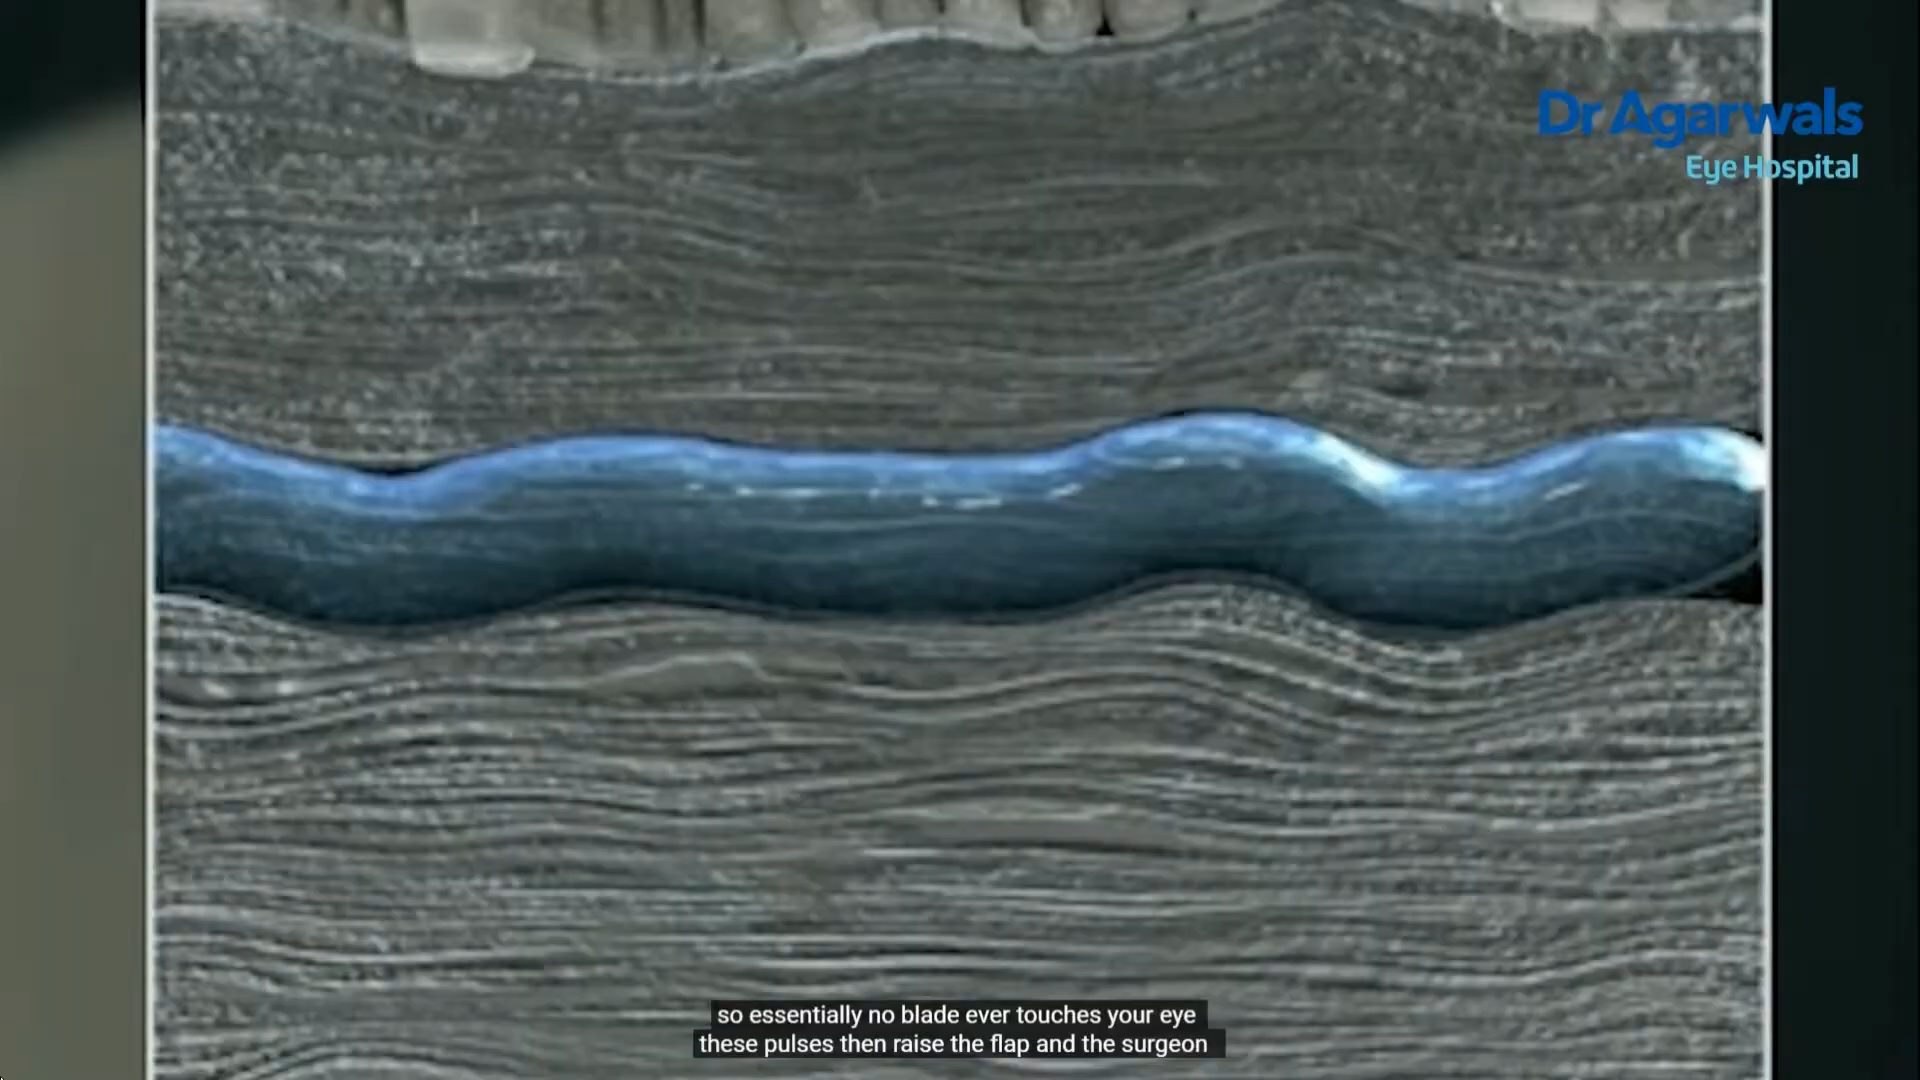 Dr Agarwals
Eye Hospital
so essentially no blade ever touches your eye
these pulses then raise the flap and the surgeon